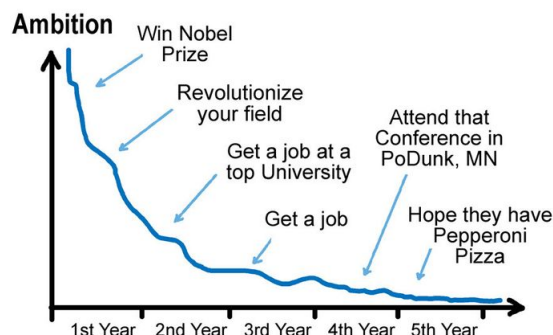 Ambition
Win Nobel
Prize
Revolutionize
your field
Get a job at a
top University
Get a job
Attend that
Conference in
PoDunk, MN
Hope they have
Pepperoni
Pizza
1st Year
2nd Year
3rd Year
4th Year
5th Year